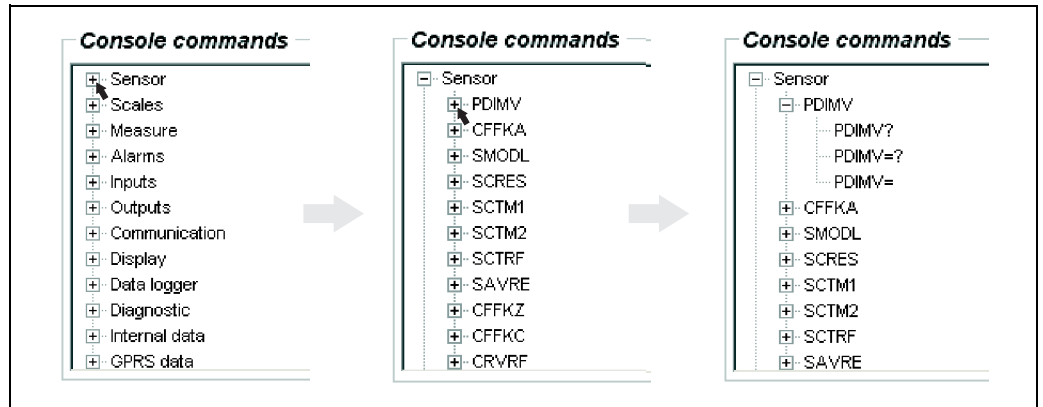 Console commands
Sensor
Scales
Measure
Alarms
Inputs
Outputs
Communication
Display
Data logger
Diagnostic
Internal data
GPRS data
Console commands
Sensor
PDIMV
CFFKA
SMODL
SCRES
SCTM1
SCTM2
SCTRF
SAVRE
CFFKZ
CFFKC
CRVRF
Console commands
Sensor
PDIMV
PDIMV?
PDIMV=?
PDIMV=
CFFKA
SMODL
SCRES
SCTM1
SCTM2
SCTRF
SAVRE